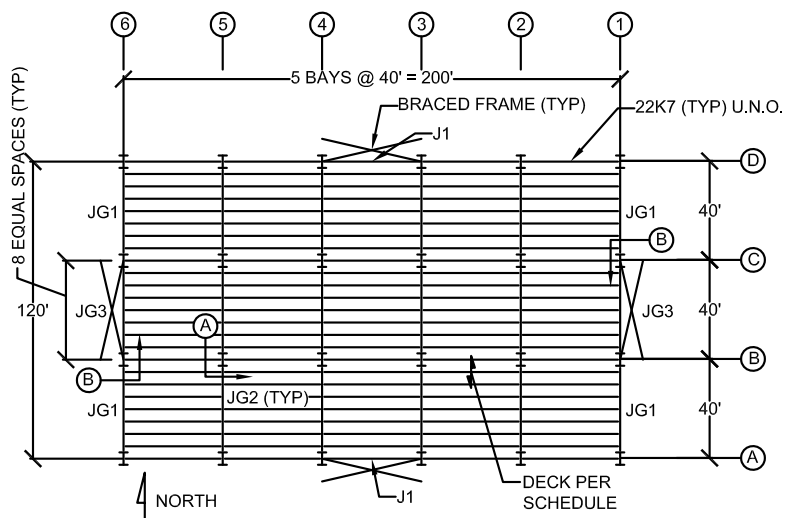 6 5 4 3 2 1
5 BAYS @ 40' = 200'
BRACED FRAME (TYP)
22K7 (TYP) U.N.O.
J1
8 EQUAL SPACES (TYP)
D
JG1
JG1
40'
B
C
120'
JG3
A
JG3
40'
B
B
JG1
JG2 (TYP)
JG1
40'
A
DECK PER
SCHEDULE
J1
NORTH